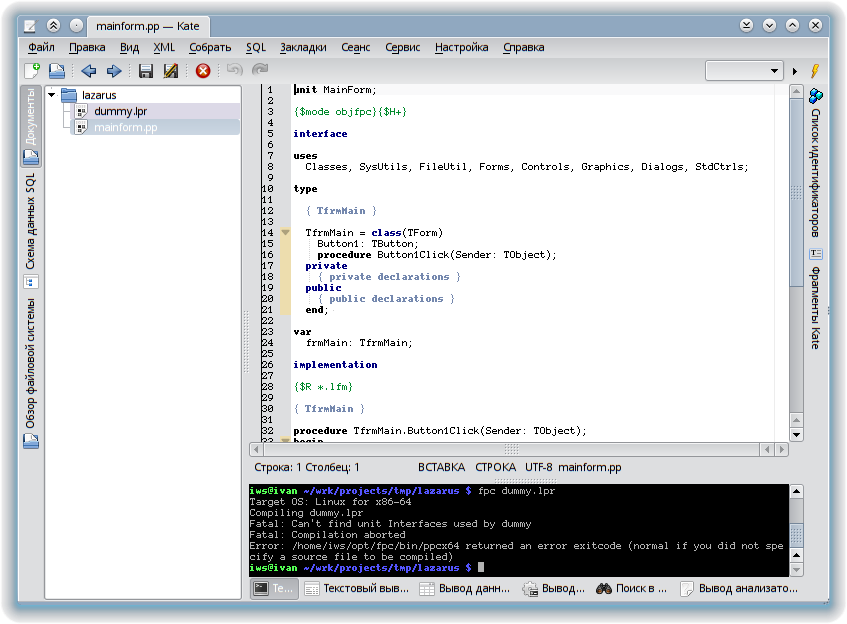 mainform.pp — Kate
Файл Правка Вид XML Собрать SQL Закладки Сеанс Сервис Настройка Справка
Документы
Схема данных SQL
Обзор файловой системы
lazarus
dummy.lpr
mainform.pp
1 unit MainForm;
2
3 {$mode objfpc}{$H+}
4
5 interface
6
7 uses
8 Classes, SysUtils, FileUtil, Forms, Controls, Graphics, Dialogs, StdCtrls;
9
10 type
11
12 { TfrmMain }
13
14 TfrmMain = class(TForm)
15 Button1: TButton;
16 procedure Button1Click(Sender: TObject);
17 private
18 { private declarations }
19 public
20 { public declarations }
21 end;
22
23 var
24 frmMain: TfrmMain;
25
26 implementation
27
28 {$R *.lfm}
29
30 { TfrmMain }
31
32 procedure TfrmMain.Button1Click(Sender: TObject);
33 begin
Список идентификаторов
Фрагменты Kate
Строка: 1 Столбец: 1 ВСТАВКА СТРОКА UTF-8 mainform.pp
iws@ivan ~/wrk/projects/tmp/lazarus $ fpc dummy.lpr
Target OS: Linux for x86-64
Compiling dummy.lpr
Fatal: Can't find unit Interfaces used by dummy
Fatal: Compilation aborted
Error: /home/iws/opt/fpc/bin/ppcx64 returned an error exitcode (normal if you did not spe
cify a source file to be compiled)
iws@ivan ~/wrk/projects/tmp/lazarus $
Те... Текстовый выв... Вывод данн... Вывод... Поиск в ... Вывод анализато...